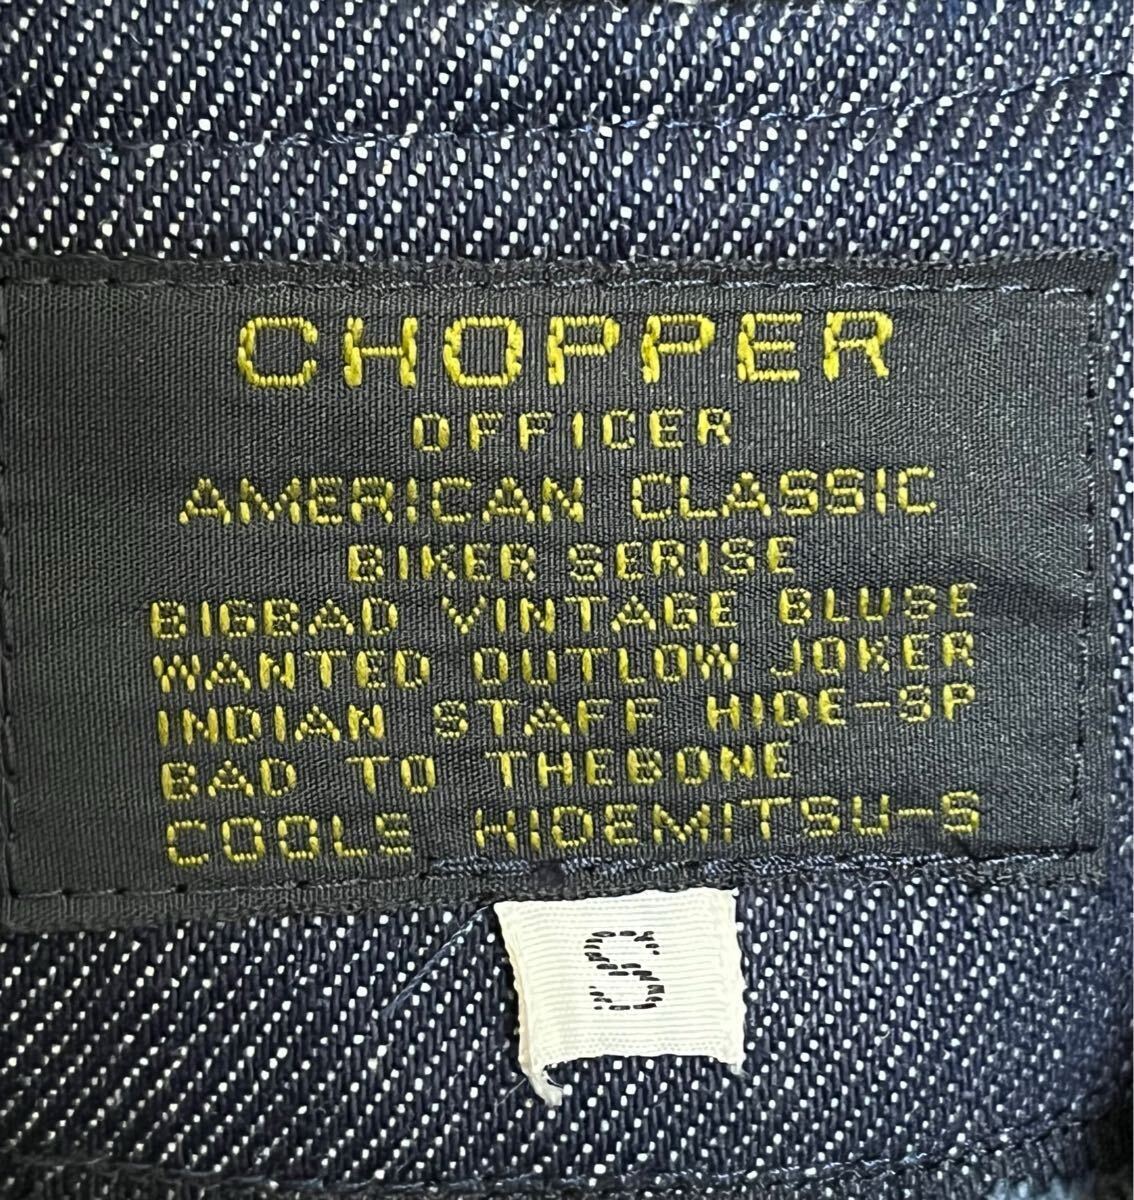 CHOPPER
OFFICER
AMERICAN CLASSIC
BIKER SERISE
BIGBAD VINTAGE BLUSE
WANTED OUTLOW JOKER
INDIAN STAFF HIDE-SP
BAD TO THEBONE
COOLS HIDEMITSU-S
S